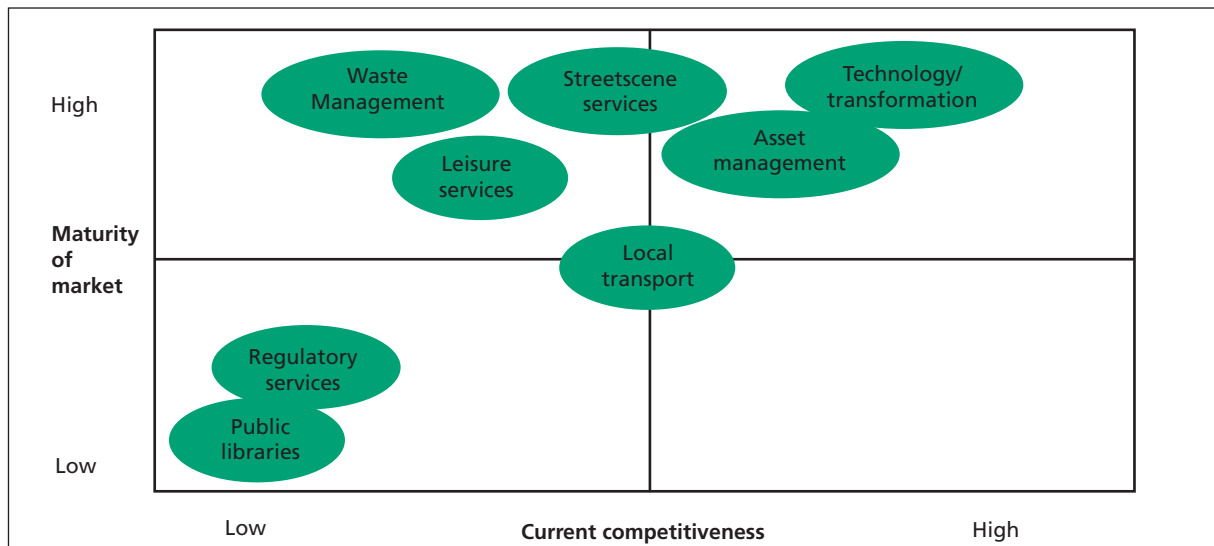 High
Maturity
of
market
Low
Waste
Management
Streetscene
services
Technology/
transformation
Asset
management
Leisure
services
Local
transport
Regulatory
services
Public
libraries
Low
Current competitiveness
High